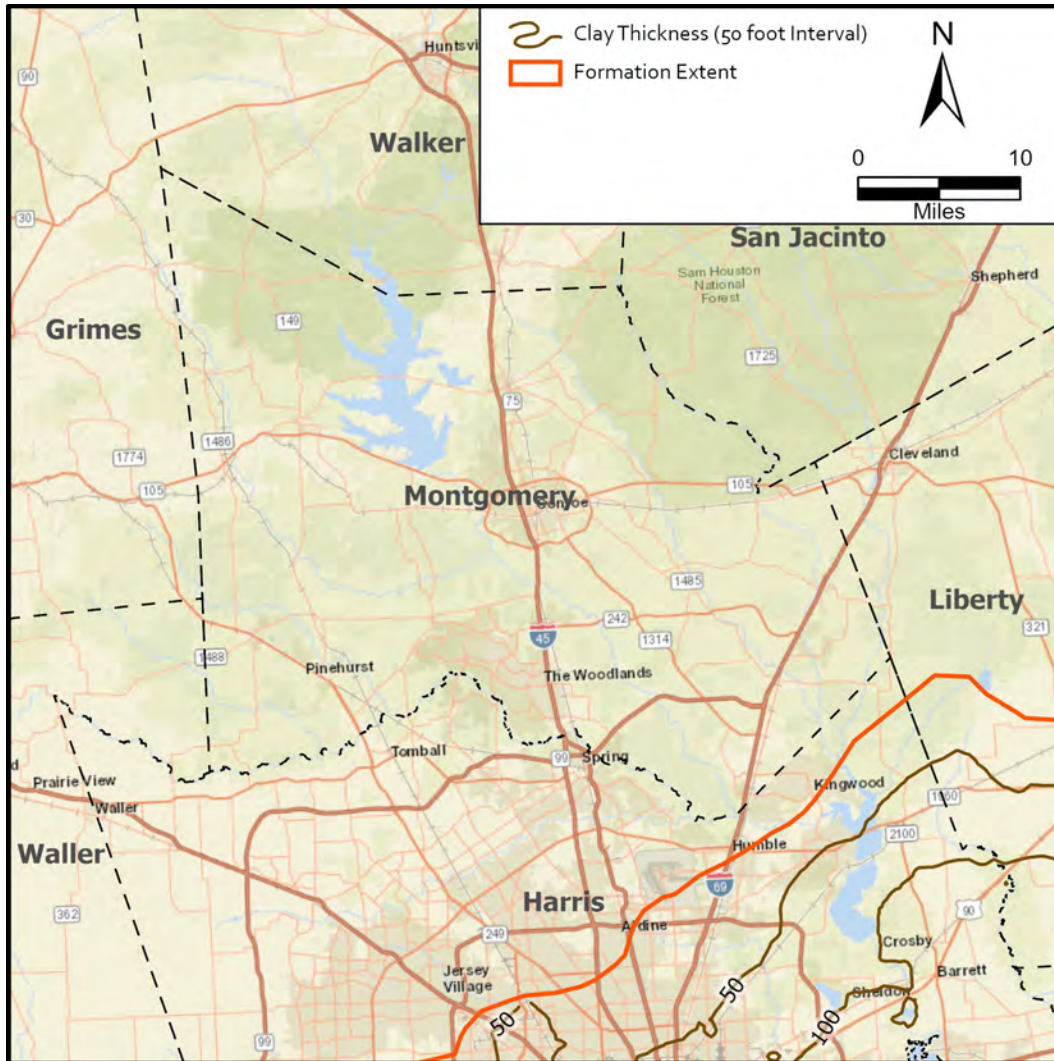 Clay Thickness (50 foot Interval)
Formation Extent
N
0 10
Miles
90
Huntsvi
Walker
30
San Jacinto
Sam Houston
National
Forest
Shepherd
Grimes
149
1725
75
1774
1486
105
Cleveland
105
Montgomery
Conroe
1485
Liberty
242
321
45
1314
1488
Pinehurst
The Woodlands
Tomball
99
Spring
d
Prairie View
Waller
Kingwood
1960
2100
Humble
Waller
69
Harris
362
90
249
Aldine
Crosby
Jersey
Village
Barrett
50
Sheldon
50
100
99